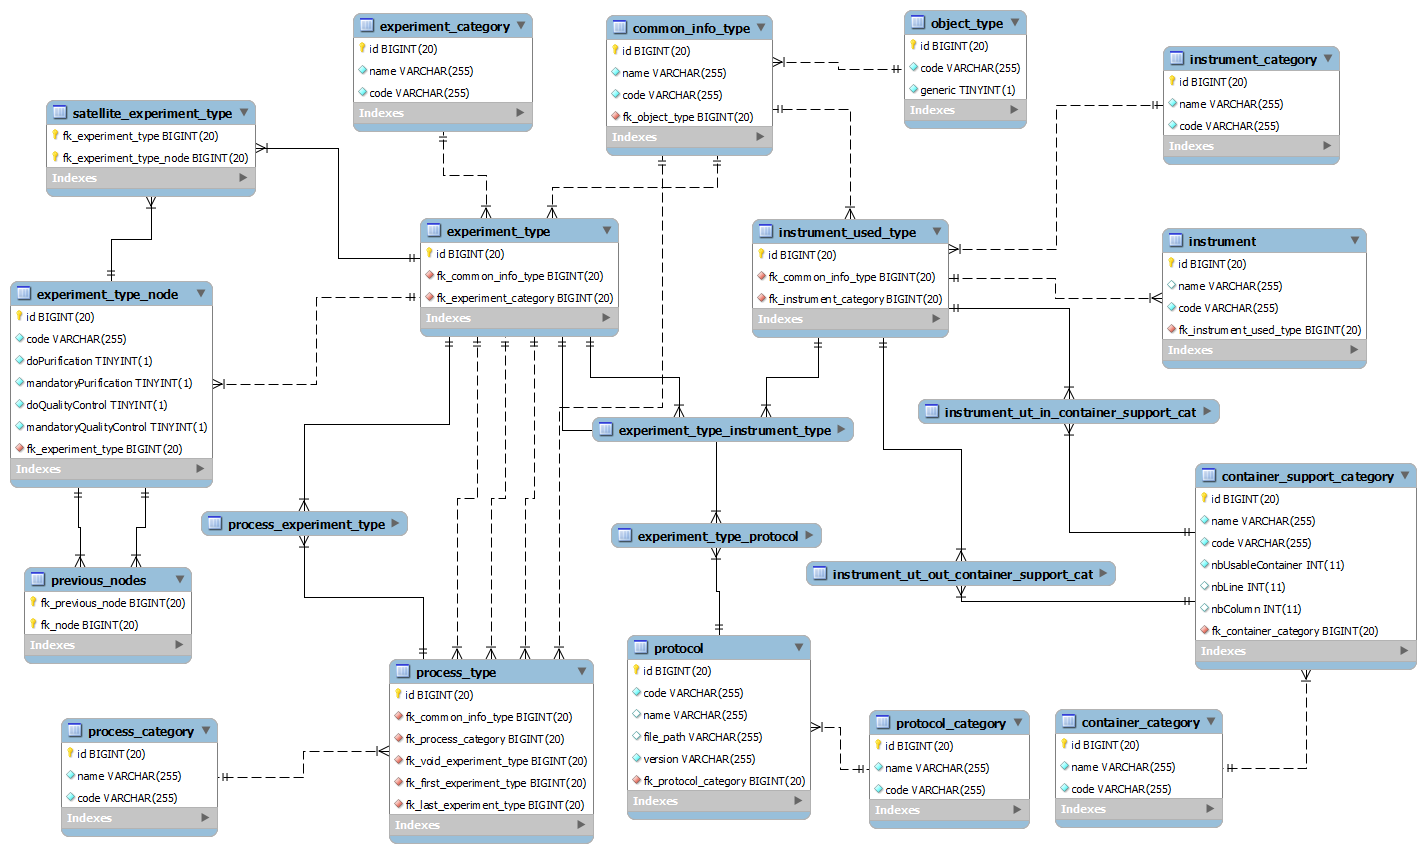 experiment_category
id BIGINT(20)
name VARCHAR(255)
code VARCHAR(255)
Indexes
common_info_type
id BIGINT(20)
name VARCHAR(255)
code VARCHAR(255)
fk_object_type BIGINT(20)
Indexes
object_type
id BIGINT(20)
code VARCHAR(255)
generic TINYINT(1)
Indexes
instrument_category
id BIGINT(20)
name VARCHAR(255)
code VARCHAR(255)
Indexes
satellite_experiment_type
fk_experiment_type BIGINT(20)
fk_experiment_type_node BIGINT(20)
Indexes
experiment_type
id BIGINT(20)
fk_common_info_type BIGINT(20)
fk_experiment_category BIGINT(20)
Indexes
instrument_used_type
id BIGINT(20)
fk_common_info_type BIGINT(20)
fk_instrument_category BIGINT(20)
Indexes
instrument
id BIGINT(20)
name VARCHAR(255)
code VARCHAR(255)
fk_instrument_used_type BIGINT(20)
Indexes
experiment_type_node
id BIGINT(20)
code VARCHAR(255)
doPurification TINYINT(1)
mandatoryPurification TINYINT(1)
doQualityControl TINYINT(1)
mandatoryQualityControl TINYINT(1)
fk_experiment_type BIGINT(20)
Indexes
instrument_ut_in_container_support_cat
experiment_type_instrument_type
process_experiment_type
experiment_type_protocol
instrument_ut_out_container_support_cat
container_support_category
id BIGINT(20)
name VARCHAR(255)
code VARCHAR(255)
nbUsableContainer INT(11)
nbLine INT(11)
nbColumn INT(11)
fk_container_category BIGINT(20)
Indexes
previous_nodes
fk_previous_node BIGINT(20)
fk_node BIGINT(20)
Indexes
process_type
id BIGINT(20)
fk_common_info_type BIGINT(20)
fk_process_category BIGINT(20)
fk_void_experiment_type BIGINT(20)
fk_first_experiment_type BIGINT(20)
fk_last_experiment_type BIGINT(20)
Indexes
protocol
id BIGINT(20)
code VARCHAR(255)
name VARCHAR(255)
file_path VARCHAR(255)
version VARCHAR(255)
fk_protocol_category BIGINT(20)
Indexes
process_category
id BIGINT(20)
name VARCHAR(255)
code VARCHAR(255)
Indexes
protocol_category
id BIGINT(20)
name VARCHAR(255)
code VARCHAR(255)
Indexes
container_category
id BIGINT(20)
name VARCHAR(255)
code VARCHAR(255)
Indexes